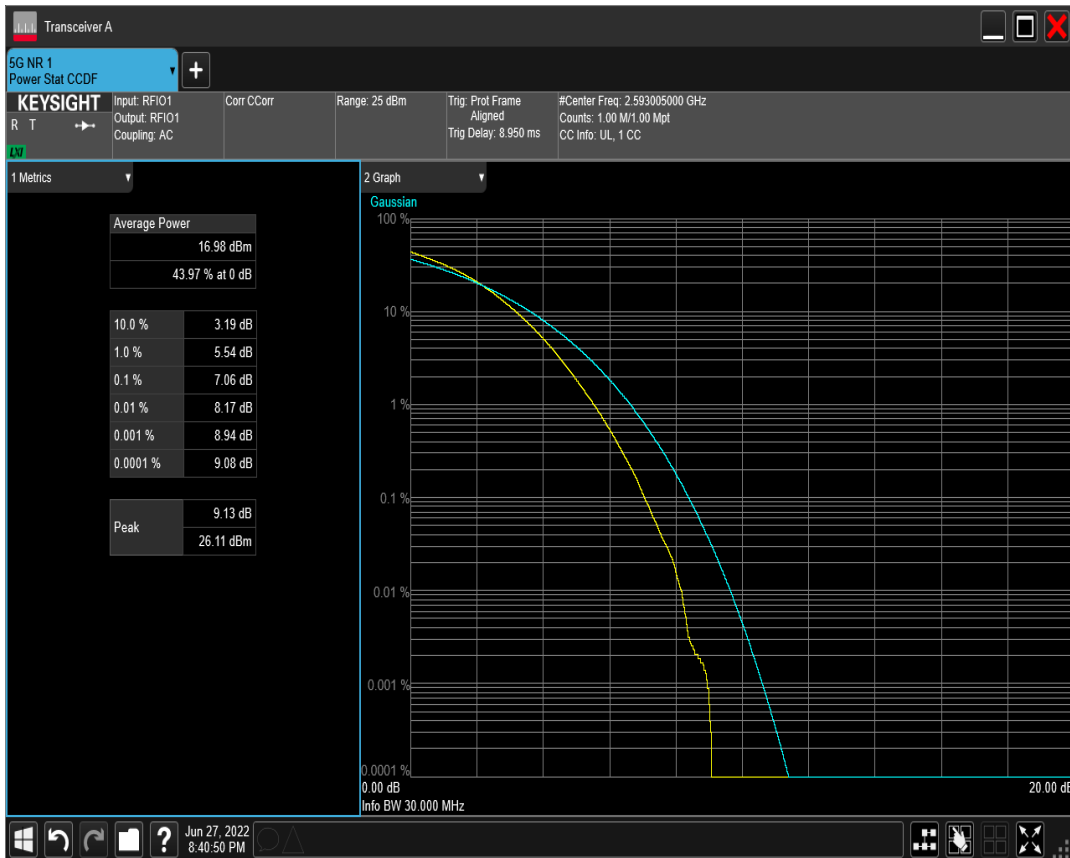 Transceiver A
5G NR 1
Power Stat CCDF
+
KEYSIGHT
R T
LXI
Input: RFIO1
Output: RFIO1
Coupling: AC
Corr CCorr
Range: 25 dBm
Trig: Prot Frame
Aligned
Trig Delay: 8.950 ms
#Center Freq: 2.593005000 GHz
Counts: 1.00 M/1.00 Mpt
CC Info: UL, 1 CC
1 Metrics
Average Power
16.98 dBm
43.97 % at 0 dB
10.0 % 3.19 dB
1.0 % 5.54 dB
0.1 % 7.06 dB
0.01 % 8.17 dB
0.001 % 8.94 dB
0.0001 % 9.08 dB
Peak
9.13 dB
26.11 dBm
2 Graph
Gaussian
100 %
10 %
1 %
0.1 %
0.01 %
0.001 %
0.0001 %
0.00 dB
20.00 dB
Info BW 30.000 MHz
?
Jun 27, 2022
8:40:50 PM